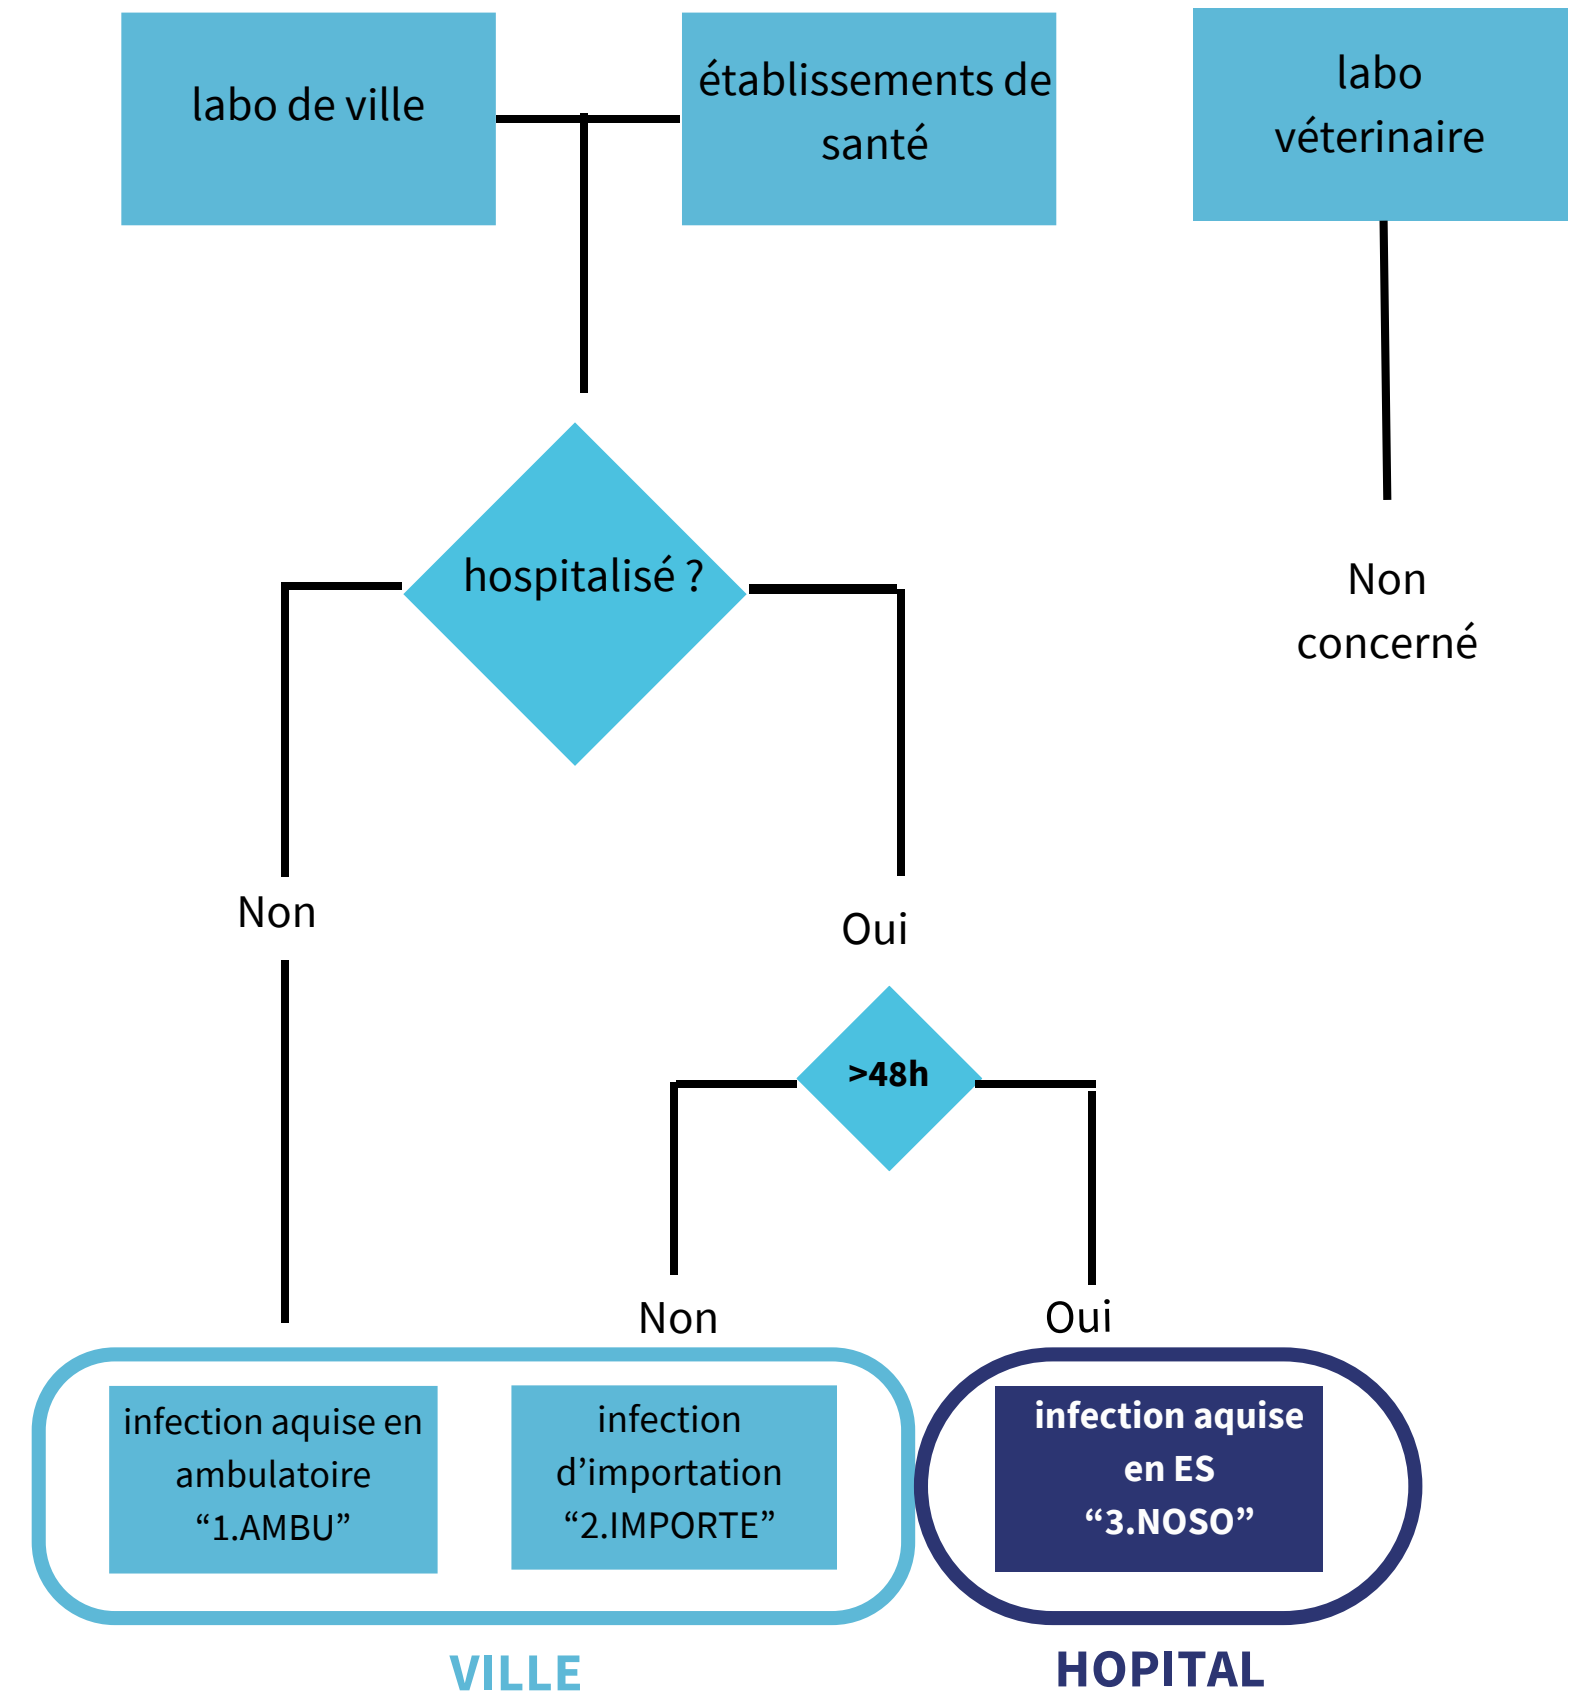 labo de ville
établissements de
santé
labo
véterinaire
hospitalisé ?
Non
concerné
Non
Oui
>48h
Non
Oui
infection aquise en
ambulatoire
“1.AMBU”
infection
d’importation
“2.IMPORTE”
infection aquise
en ES
“3.NOSO”
VILLE
HOPITAL